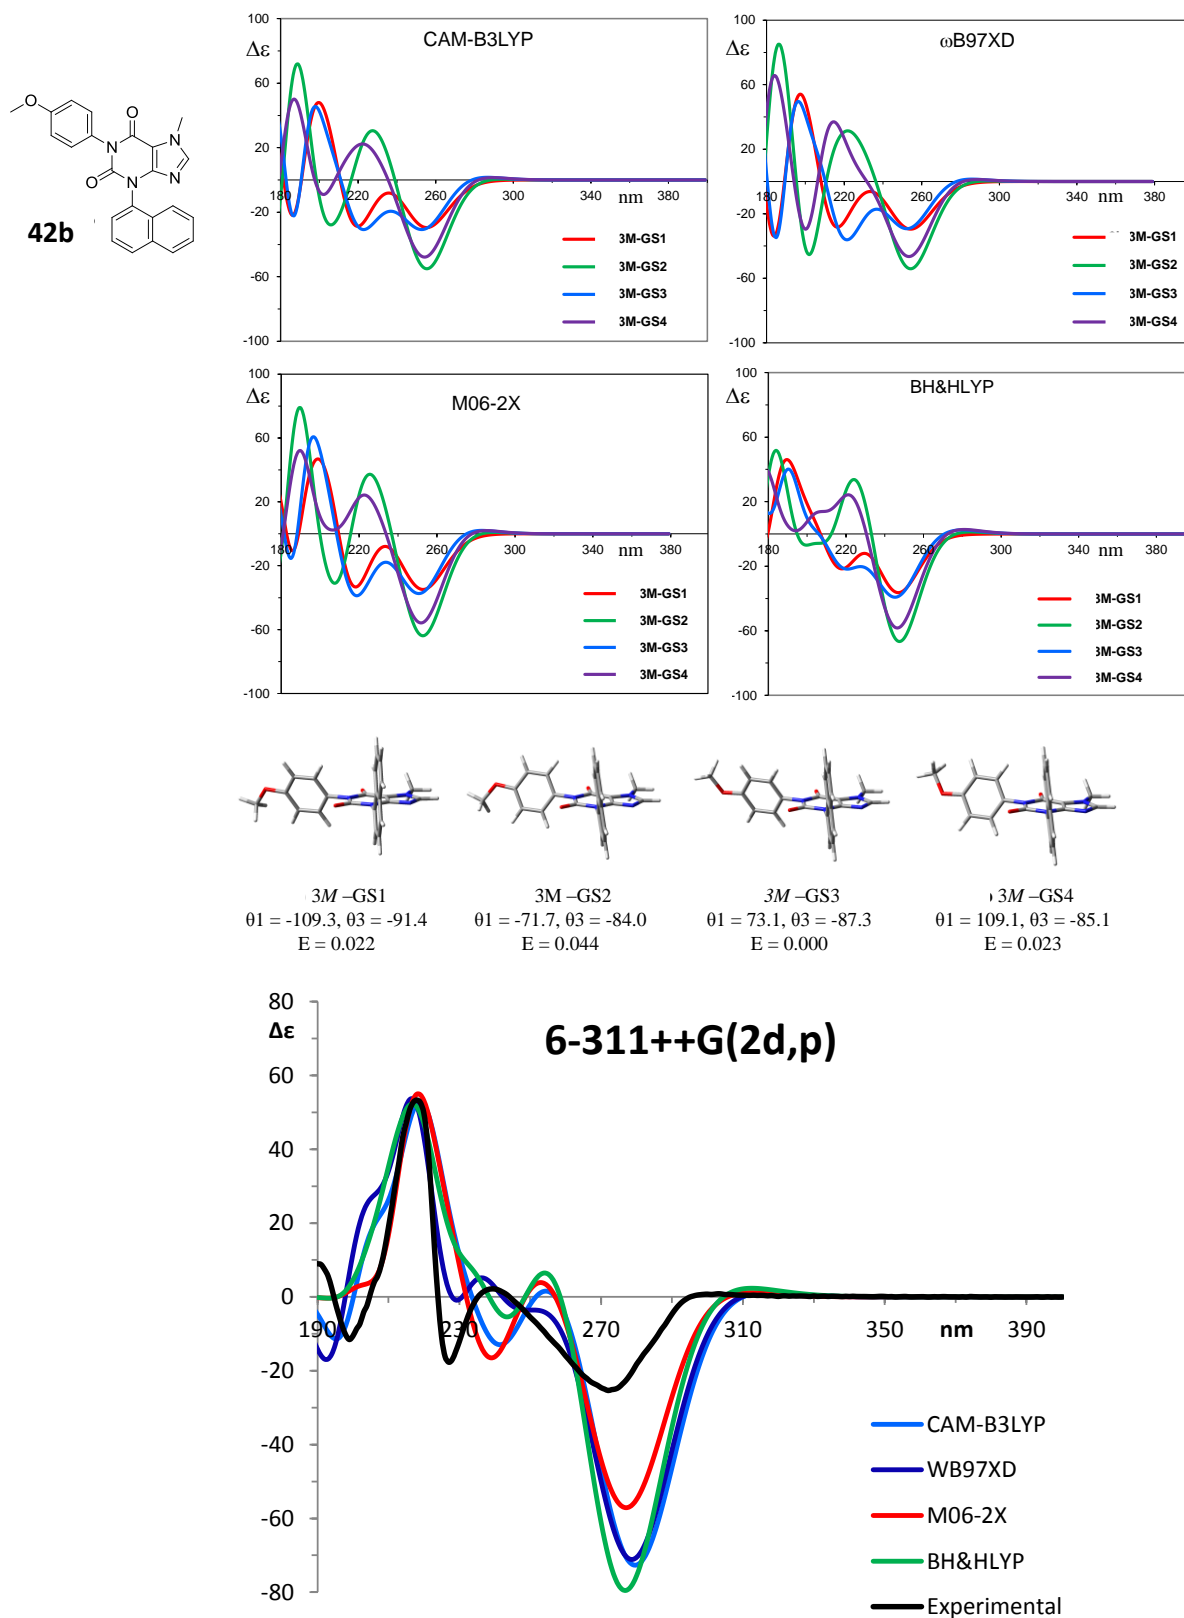 O
N
N
O
O
N
N
N
42b
100
Δε
CAM-B3LYP
60
20
180 220 260 300 340 380
nm
-20
-60
-100
3M-GS1
3M-GS2
3M-GS3
3M-GS4
100
Δε
ωB97XD
60
20
180 220 260 300 340 380
nm
-20
-60
-100
3M-GS1
3M-GS2
3M-GS3
3M-GS4
100
Δε
M06-2X
60
20
180 220 260 300 340 380
nm
-20
-60
-100
3M-GS1
3M-GS2
3M-GS3
3M-GS4
100
Δε
BH&HLYP
60
20
180 220 260 300 340 380
nm
-20
-60
-100
3M-GS1
3M-GS2
3M-GS3
3M-GS4
3M –GS1
θ1 = -109.3, θ3 = -91.4
E = 0.022
3M –GS2
θ1 = -71.7, θ3 = -84.0
E = 0.044
3M –GS3
θ1 = 73.1, θ3 = -87.3
E = 0.000
3M –GS4
θ1 = 109.1, θ3 = -85.1
E = 0.023
80
Δε
6-311++G(2d,p)
60
40
20
0
190 230 270 310 350 nm 390
-20
-40
-60
-80
CAM-B3LYP
WB97XD
M06-2X
BH&HLYP
Experimental